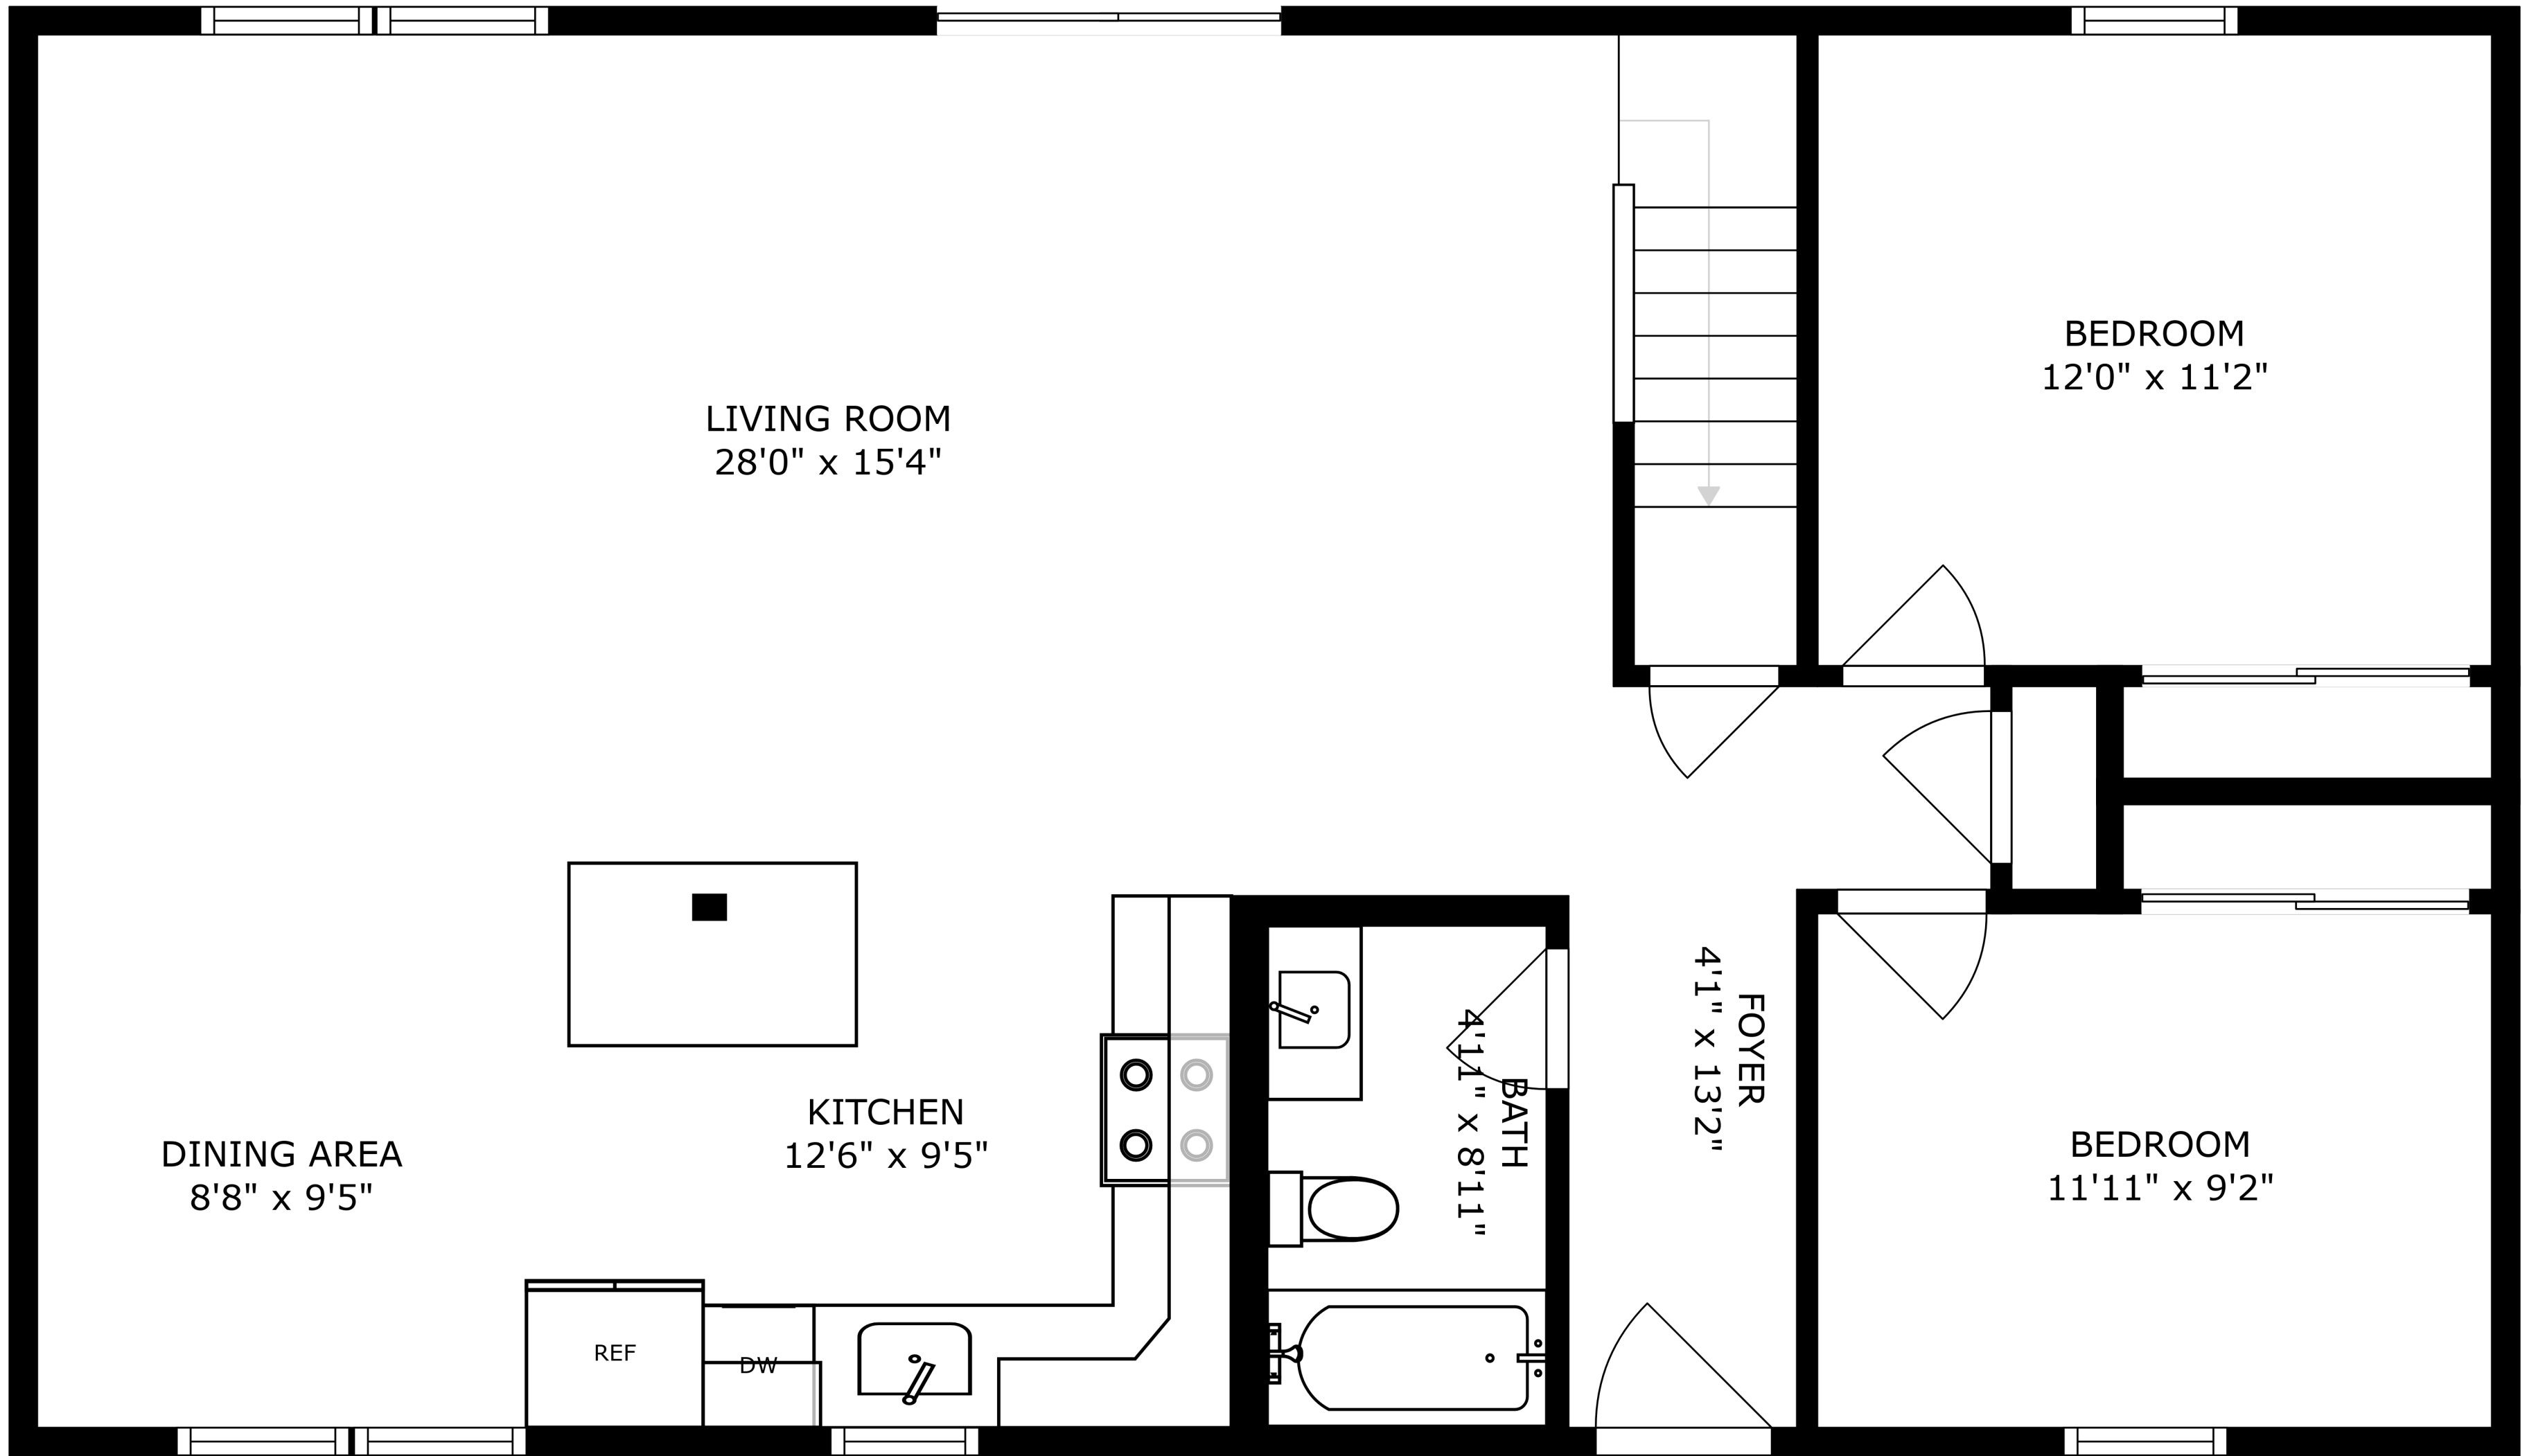 LIVING ROOM
28'0" x 15'4"
BEDROOM
12'0" x 11'2"
DINING AREA
8'8" x 9'5"
KITCHEN
12'6" x 9'5"
REF
DW
BATH
4'11" x 8'11"
FOYER
4'1" x 13'2"
BEDROOM
11'11" x 9'2"